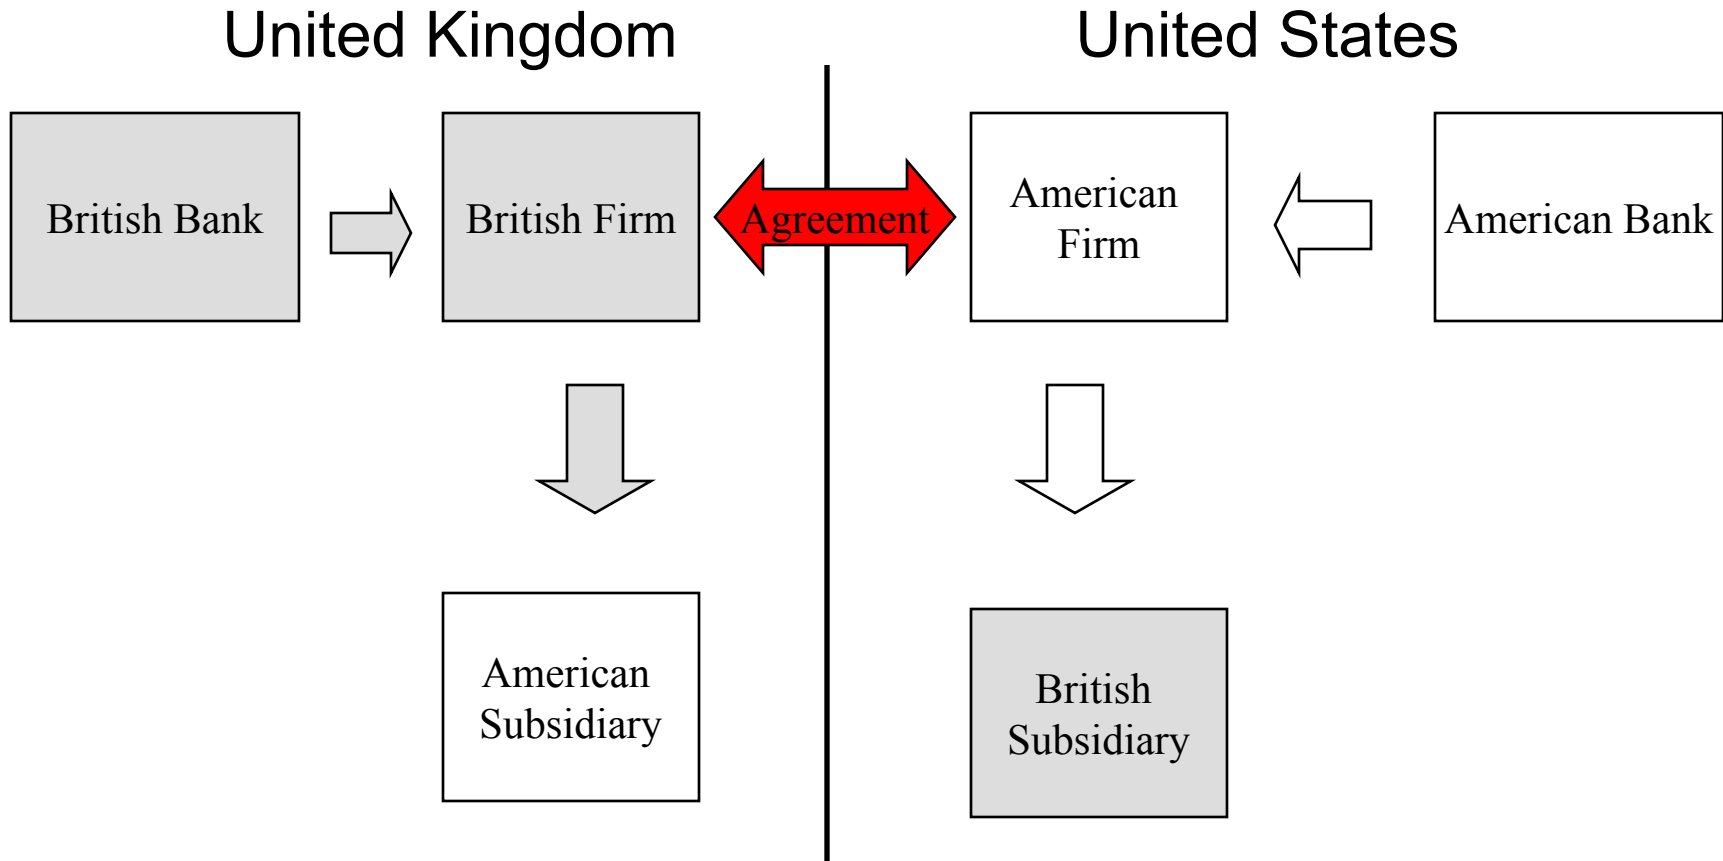 United Kingdom
United States
British Bank
British Firm
Agreement
American
Firm
American Bank
American
Subsidiary
British
Subsidiary